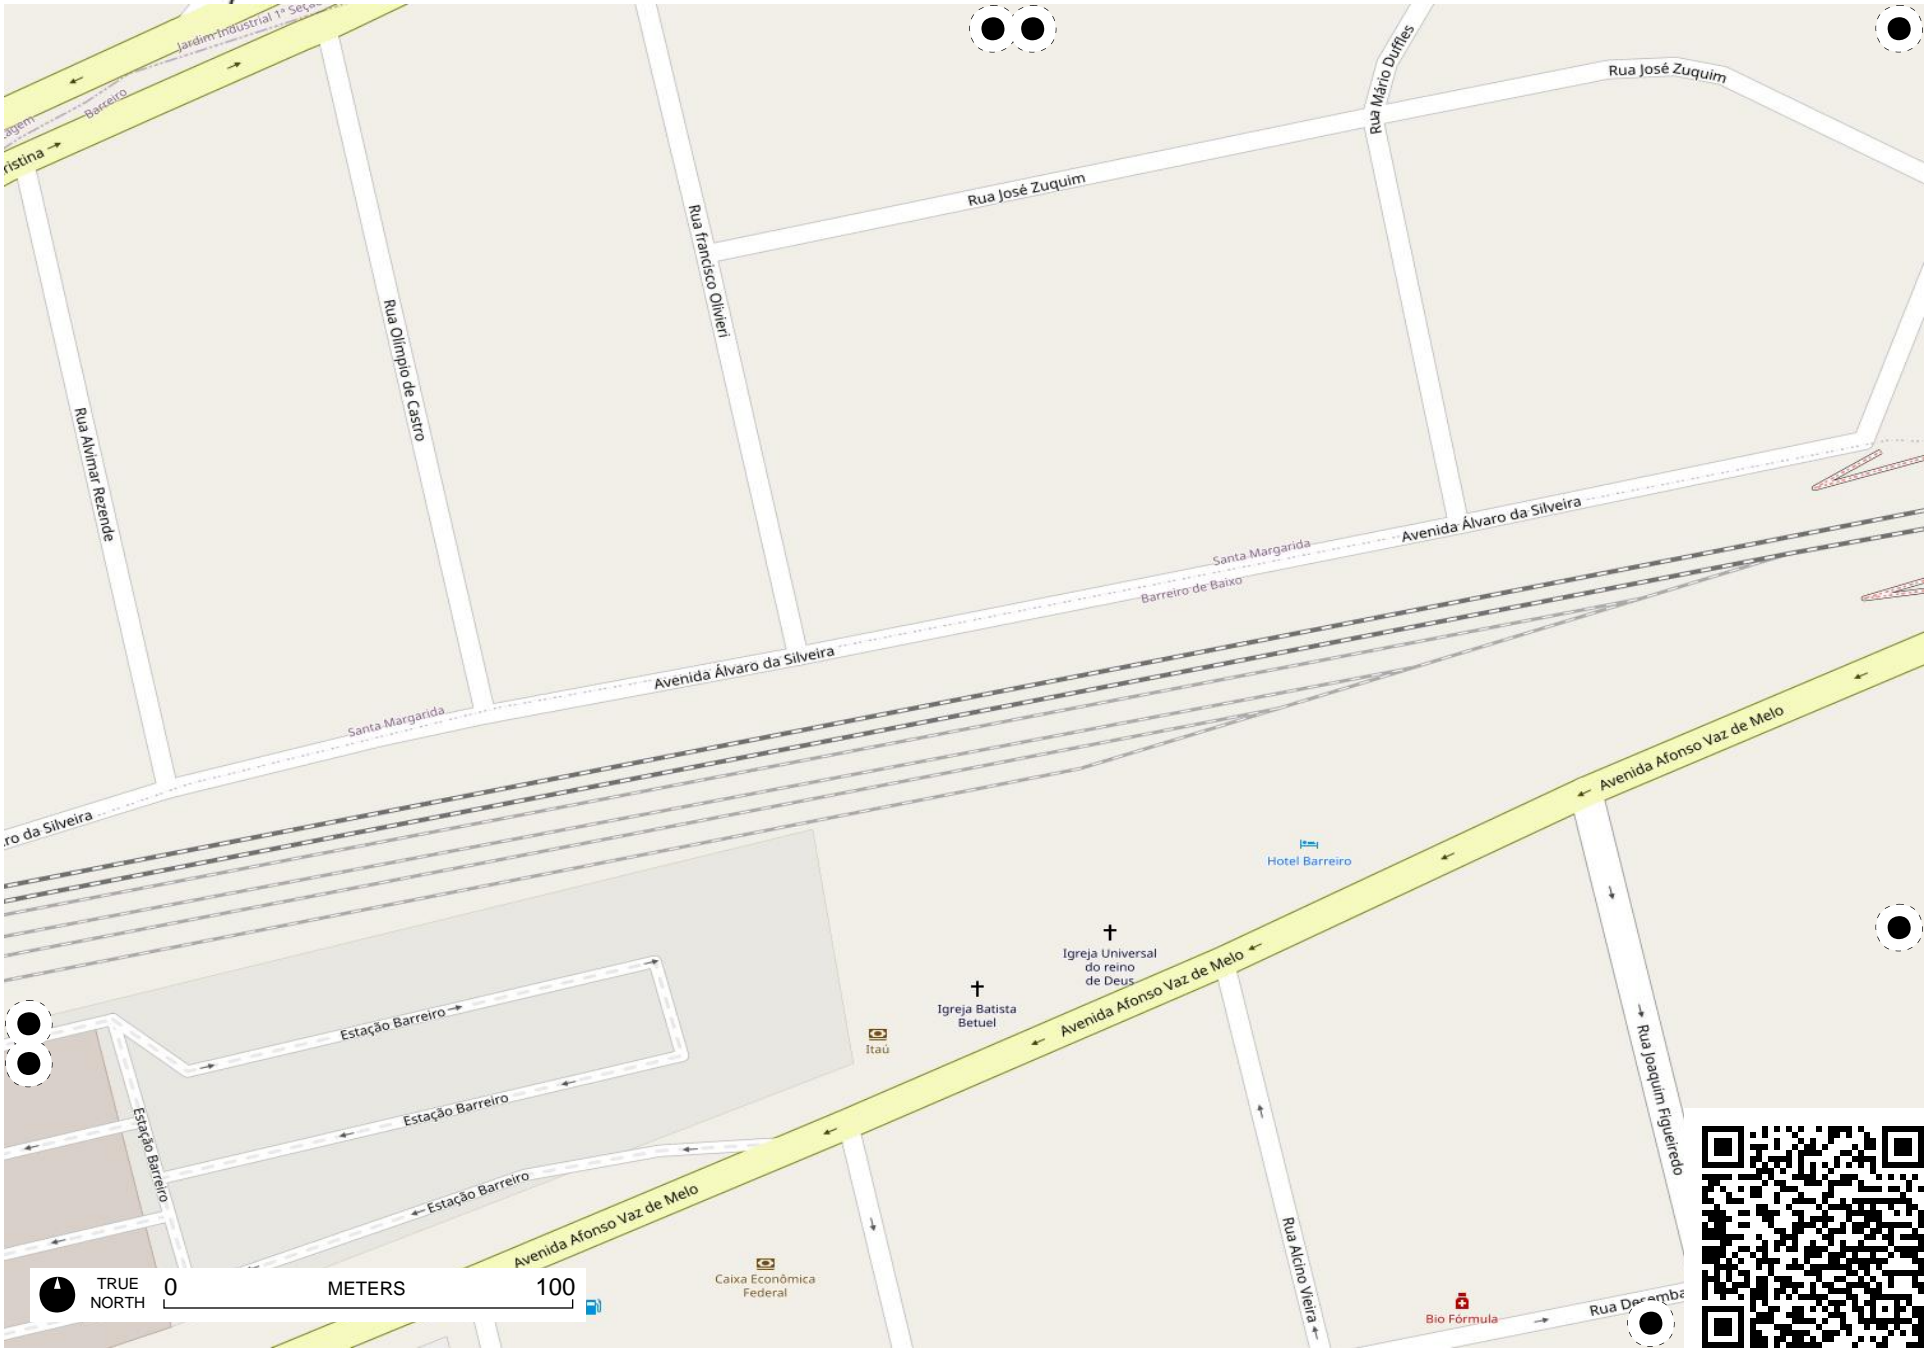 Jardim Industrial 1ª Seção
Barreiro
Rua Mário Duffles
Rua José Zuquim
Rua José Zuquim
Rua francisco Olivieri
Rua Olímpio de Castro
Rua Alvimar Rezende
Avenida Álvaro da Silveira
Santa Margarida
Barreiro de Baixo
Avenida Álvaro da Silveira
Santa Margarida
ro da Silveira
Avenida Afonso Vaz de Melo
Hotel Barreiro
Igreja Universal
do reino
de Deus
Avenida Afonso Vaz de Melo
Igreja Batista
Betuel
Itaú
Estação Barreiro
Estação Barreiro
Estação Barreiro
Estação Barreiro
Rua Joaquim Figueiredo
Avenida Afonso Vaz de Melo
Rua Alcino Vieira
Caixa Econômica
Federal
Bio Fórmula
Rua Desemba
TRUE
NORTH
0 METERS 100